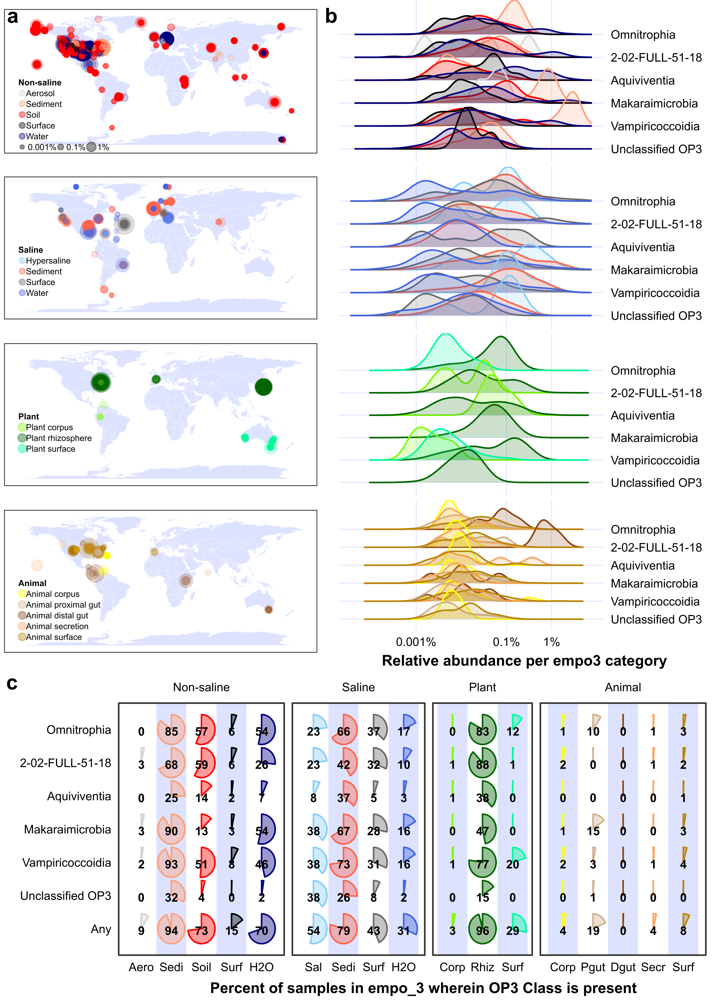 a
Non-saline
Aerosol
Sediment
Soil
Surface
Water
0.001% 0.1% 1%
Saline
Hypersaline
Sediment
Surface
Water
Plant
Plant corpus
Plant rhizosphere
Plant surface
Animal
Animal corpus
Animal proximal gut
Animal distal gut
Animal secretion
Animal surface
b
Omnitrophia
2-02-FULL-51-18
Aquiviventia
Makaraimicrobia
Vampiricoccoidia
Unclassified OP3
Omnitrophia
2-02-FULL-51-18
Aquiviventia
Makaraimicrobia
Vampiricoccoidia
Unclassified OP3
Omnitrophia
2-02-FULL-51-18
Aquiviventia
Makaraimicrobia
Vampiricoccoidia
Unclassified OP3
Omnitrophia
2-02-FULL-51-18
Aquiviventia
Makaraimicrobia
Vampiricoccoidia
Unclassified OP3
0.001% 0.1% 1%
Relative abundance per empo3 category
c
Non-saline Saline Plant Animal
Omnitrophia 0 85 57 6 54 23 66 37 17 0 83 12 1 10 0 1 3
2-02-FULL-51-18 3 68 59 6 26 23 42 32 10 1 88 1 2 0 0 1 2
Aquiviventia 0 25 14 2 7 8 37 5 3 1 38 0 0 0 0 0 1
Makaraimicrobia 3 90 13 3 54 38 67 28 16 0 47 0 1 15 0 0 3
Vampiricoccoidia 2 93 51 8 46 38 73 31 16 1 77 20 2 3 0 1 4
Unclassified OP3 0 32 4 0 2 38 26 8 2 0 15 0 0 1 0 0 0
Any 9 94 73 15 70 54 79 43 31 3 96 29 4 19 0 4 8
Aero Sedi Soil Surf H2O Sal Sedi Surf H2O Corp Rhiz Surf Corp Pgut Dgut Secr Surf
Percent of samples in empo_3 wherein OP3 Class is present